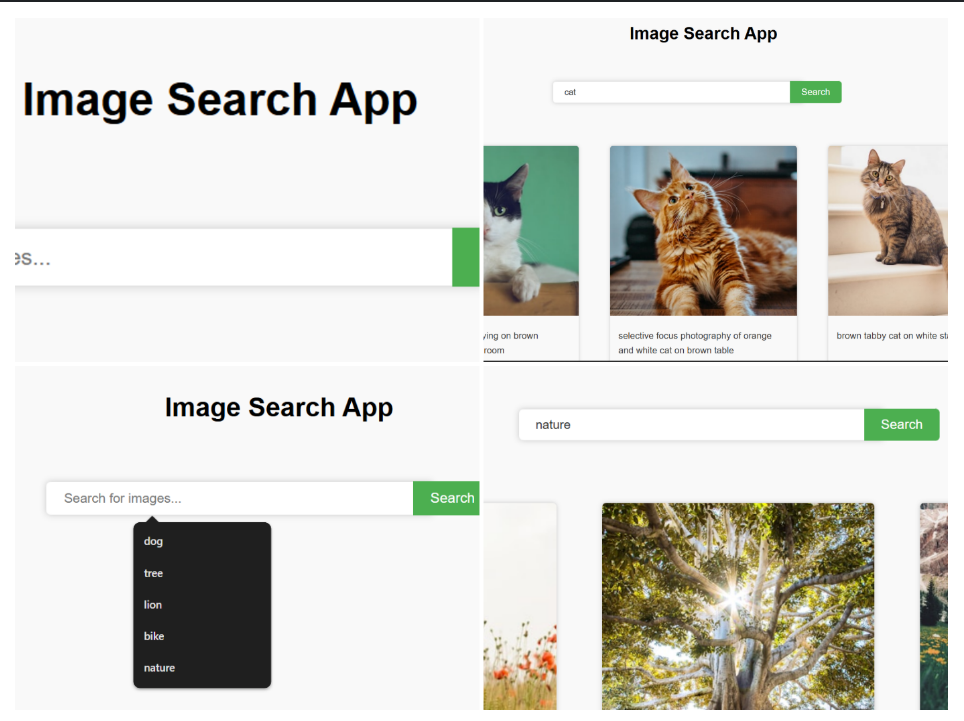 Image Search App
es...
Image Search App
cat
Search
ying on brown
room
selective focus photography of orange
and white cat on brown table
brown tabby cat on white sta
Image Search App
Search for images...
Search
dog
tree
lion
bike
nature
nature
Search